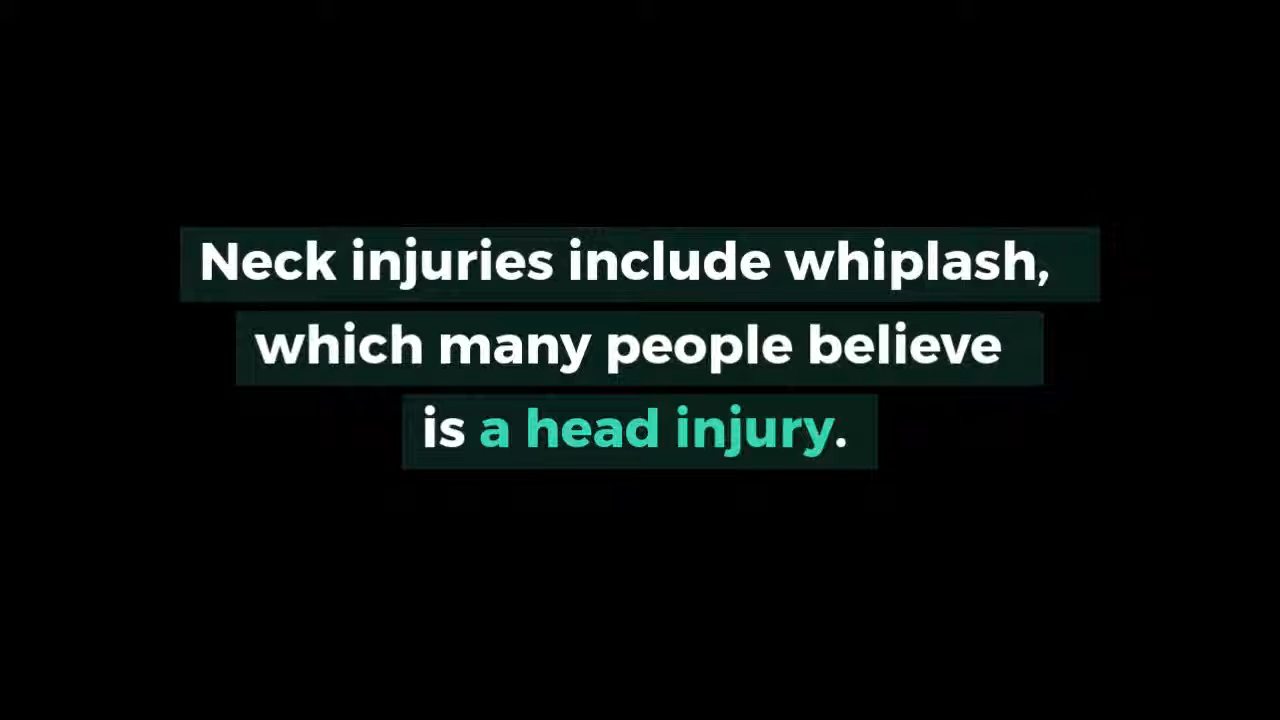 Neck injuries include whiplash,
which many people believe
is a head injury.